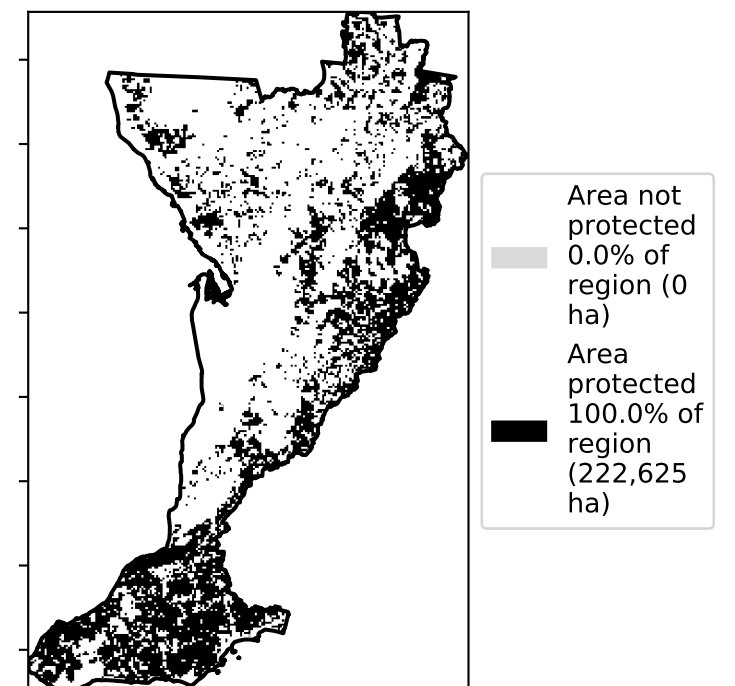 Area not
protected
0.0% of
region (0
ha)
Area
protected
100.0% of
region
(222,625
ha)